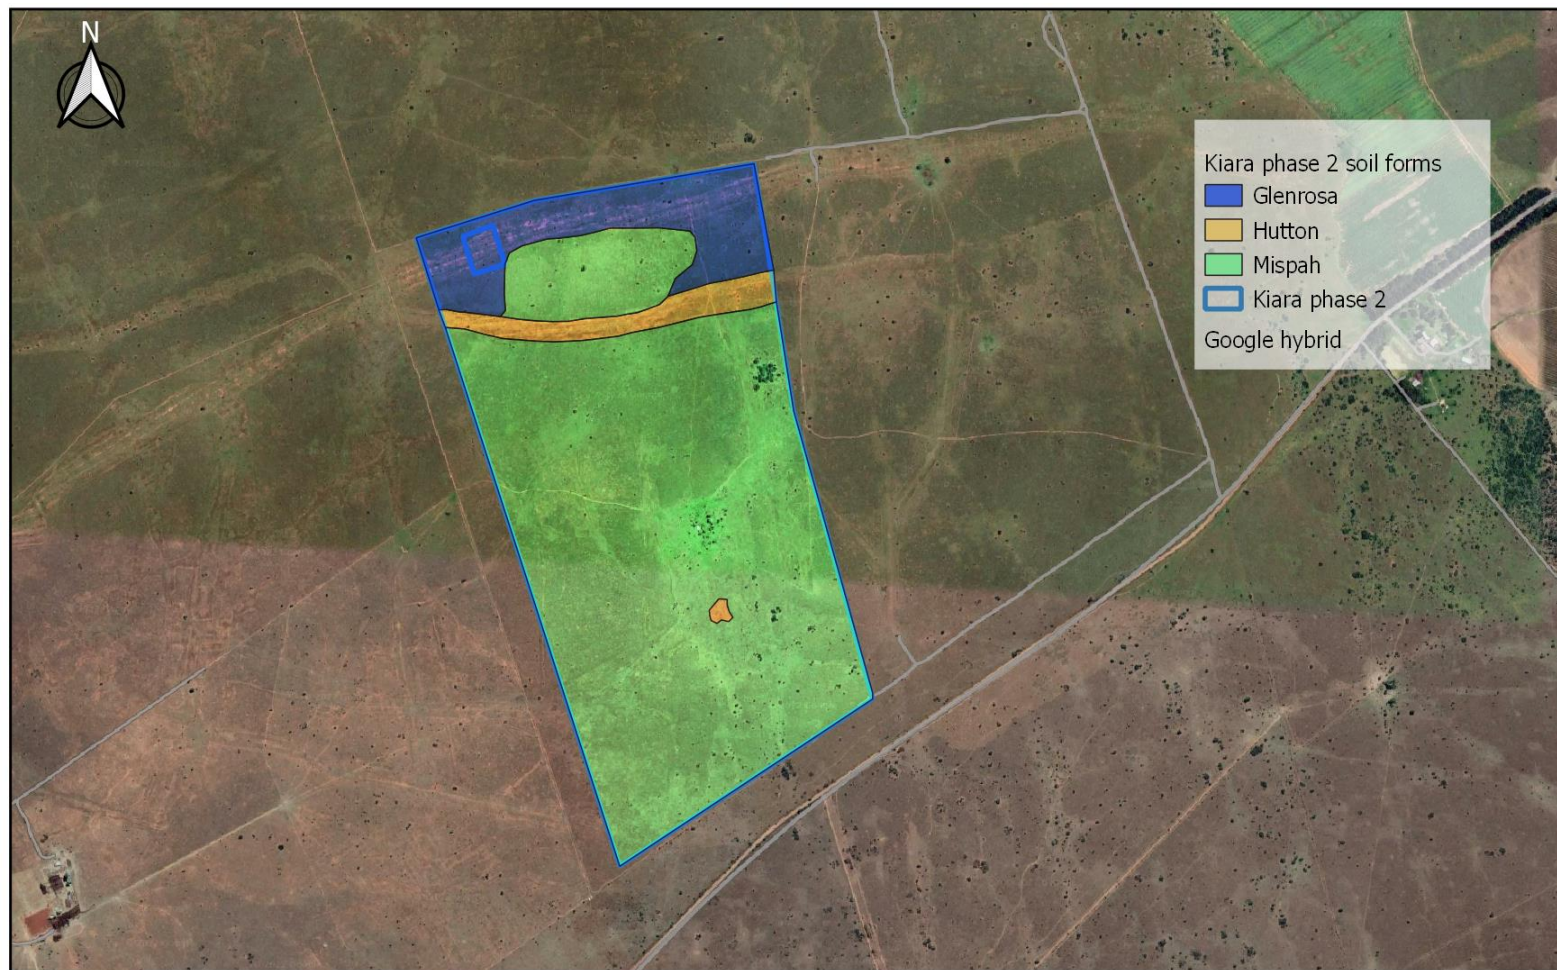 N
Kiara phase 2 soil forms
Glenrosa
Hutton
Mispah
Kiara phase 2
Google hybrid